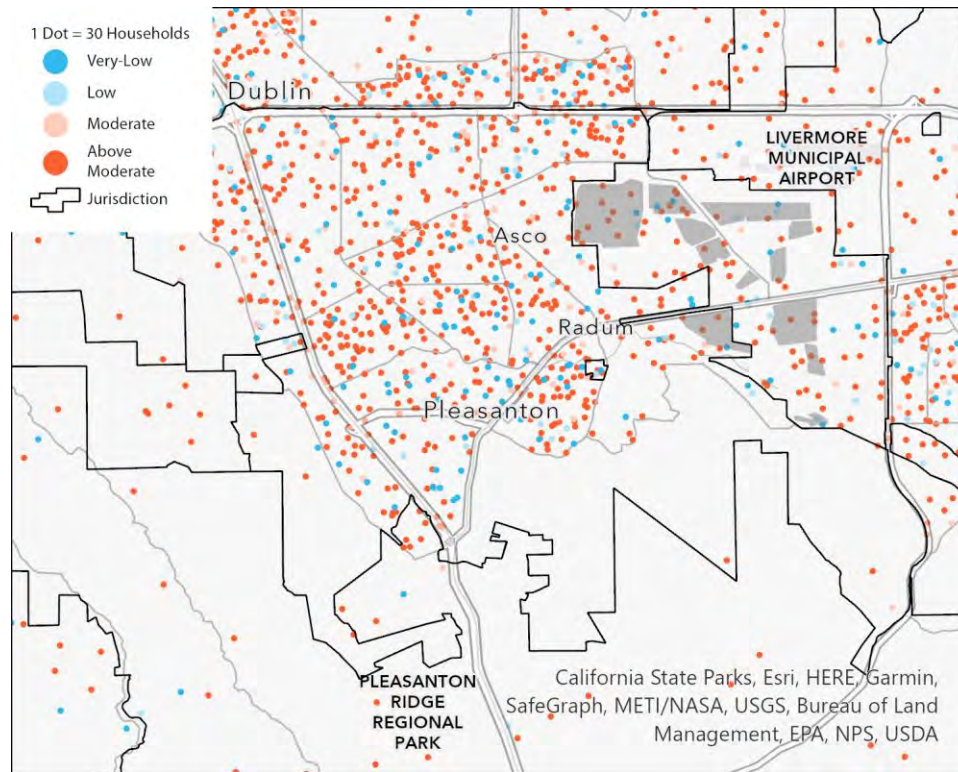 1 Dot = 30 Households
Very-Low
Low
Moderate
Above
Moderate
Jurisdiction
Dublin
LIVERMORE
MUNICIPAL
AIRPORT
Asco
Radum
Pleasanton
PLEASANTON
RIDGE
REGIONAL
PARK
California State Parks, Esri, HERE, Garmin,
SafeGraph, METI/NASA, USGS, Bureau of Land
Management, EPA, NPS, USDA